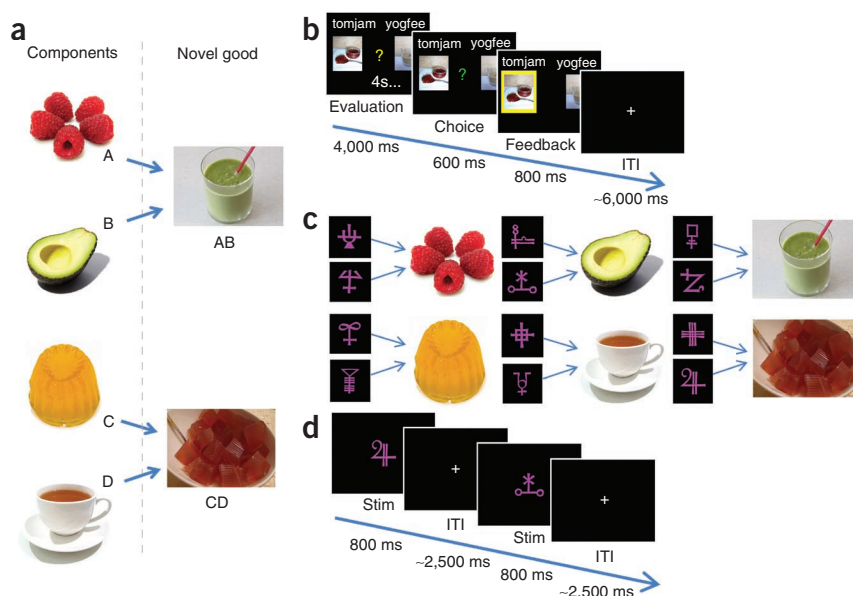 a
Components
Novel good
A
B
AB
C
D
CD
b
tomjam yogfee
?
4s...
Evaluation
tomjam yogfee
?
Choice
tomjam yogfee
Feedback
+
ITI
4,000 ms
600 ms
800 ms
~6,000 ms
c
d
Stim
+
ITI
Stim
+
ITI
800 ms
~2,500 ms
800 ms
~2,500 ms